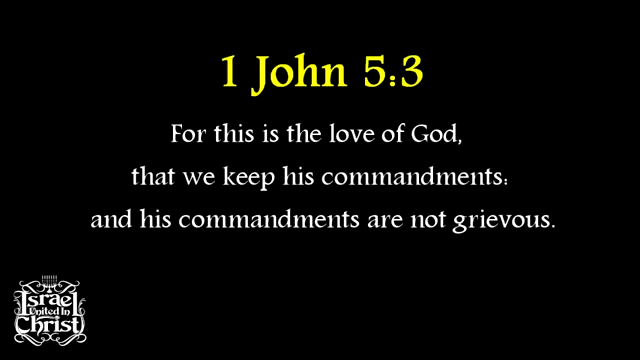 1 John 5:3
For this is the love of God,
that we keep his commandments:
and his commandments are not grievous.
Israel
United In
Christ